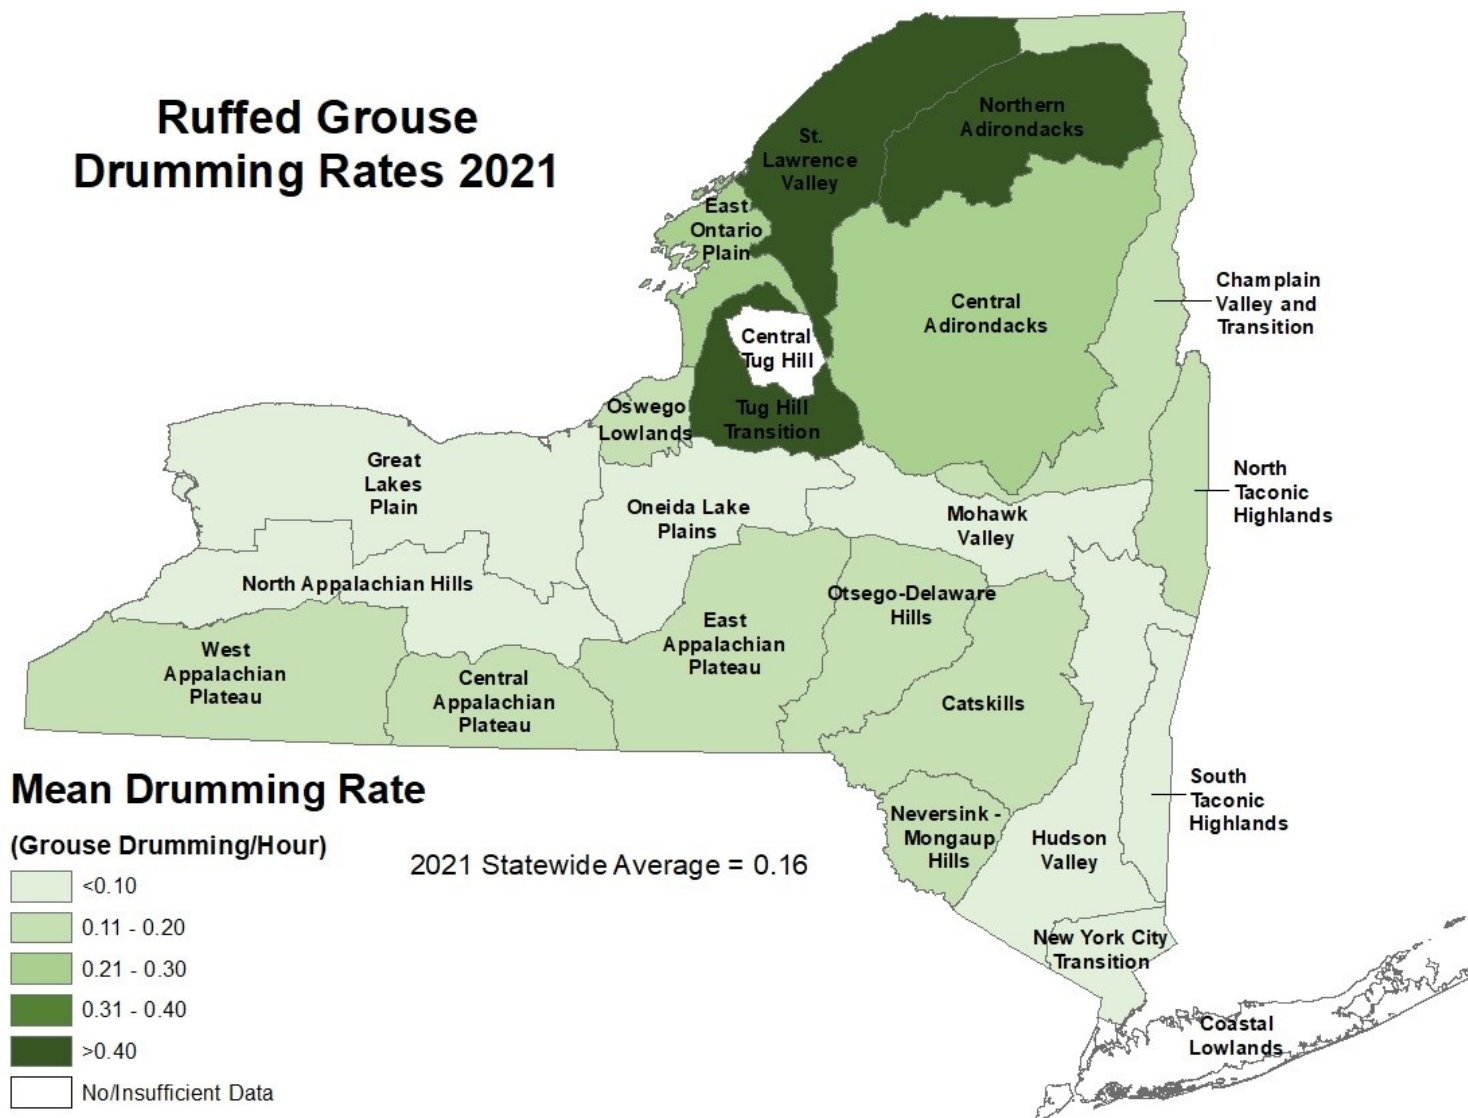 Ruffed Grouse
Drumming Rates 2021
Northern
Adirondacks
St.
Lawrence
Valley
East
Ontario
Plain
Champlain
Valley and
Transition
Central
Adirondacks
Central
Tug Hill
Tug Hill
Transition
Oswego
Lowlands
Great
Lakes
Plain
North
Taconic
Highlands
Oneida Lake
Plains
Mohawk
Valley
North Appalachian Hills
Otsego-Delaware
Hills
East
Appalachian
Plateau
West
Appalachian
Plateau
Central
Appalachian
Plateau
Catskills
South
Taconic
Highlands
Neversink -
Mongaup
Hills
Hudson
Valley
New York City
Transition
Coastal
Lowlands
Mean Drumming Rate
(Grouse Drumming/Hour)
<0.10
0.11 - 0.20
0.21 - 0.30
0.31 - 0.40
>0.40
No/Insufficient Data
2021 Statewide Average = 0.16